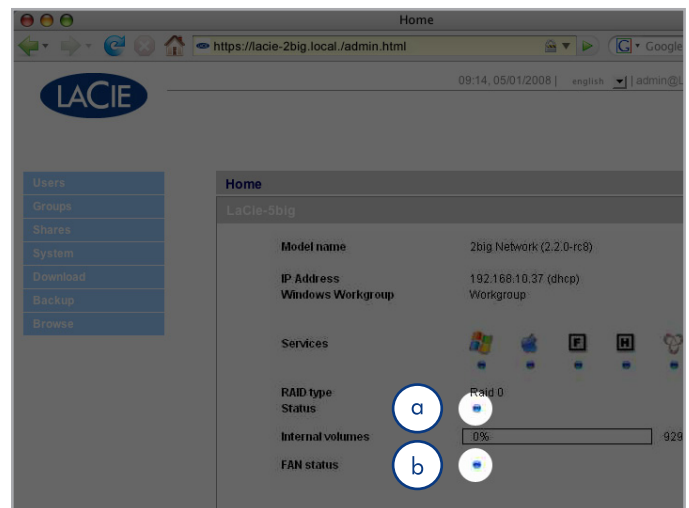 Home
https://lacie-2big.local./admin.html
G
Google
09:14, 05/01/2008 | english | admin@L
LACIE
Users
Groups
Shares
System
Download
Backup
Browse
Home
LaCie-5big
Model name 2big Network (2.2.0-rc8)
IP Address 192.168.10.37 (dhcp)
Windows Workgroup Workgroup
Services F H
RAID type Raid 0
Status a
Internal volumes 0% 929
FAN status b